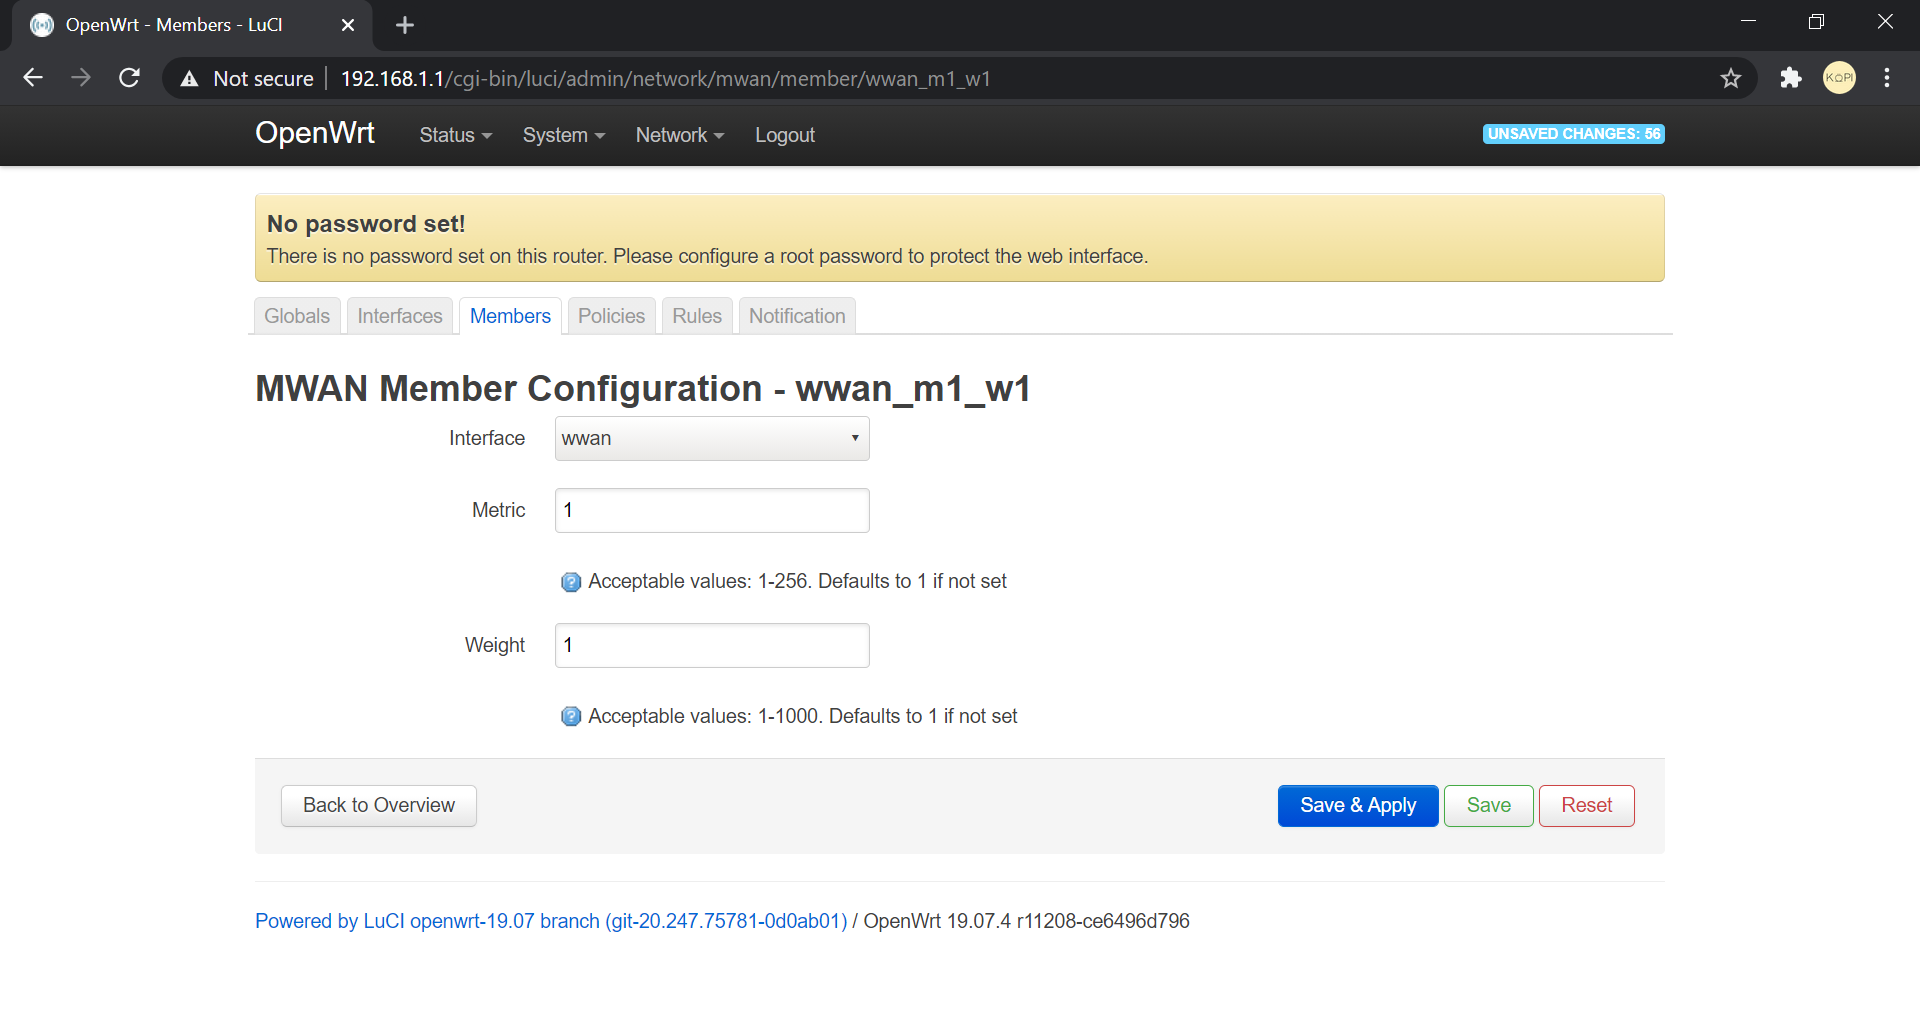 OpenWrt - Members - LuCI
Not secure
192.168.1.1/cgi-bin/luci/admin/network/mwan/member/wwan_m1_w1
KOPI
OpenWrt
Status
System
Network
Logout
UNSAVED CHANGES: 56
No password set!
There is no password set on this router. Please configure a root password to protect the web interface.
Globals
Interfaces
Members
Policies
Rules
Notification
MWAN Member Configuration - wwan_m1_w1
Interface
wwan
Metric
1
Acceptable values: 1-256. Defaults to 1 if not set
Weight
1
Acceptable values: 1-1000. Defaults to 1 if not set
Back to Overview
Save & Apply
Save
Reset
Powered by LuCI openwrt-19.07 branch (git-20.247.75781-0d0ab01) / OpenWrt 19.07.4 r11208-ce6496d796